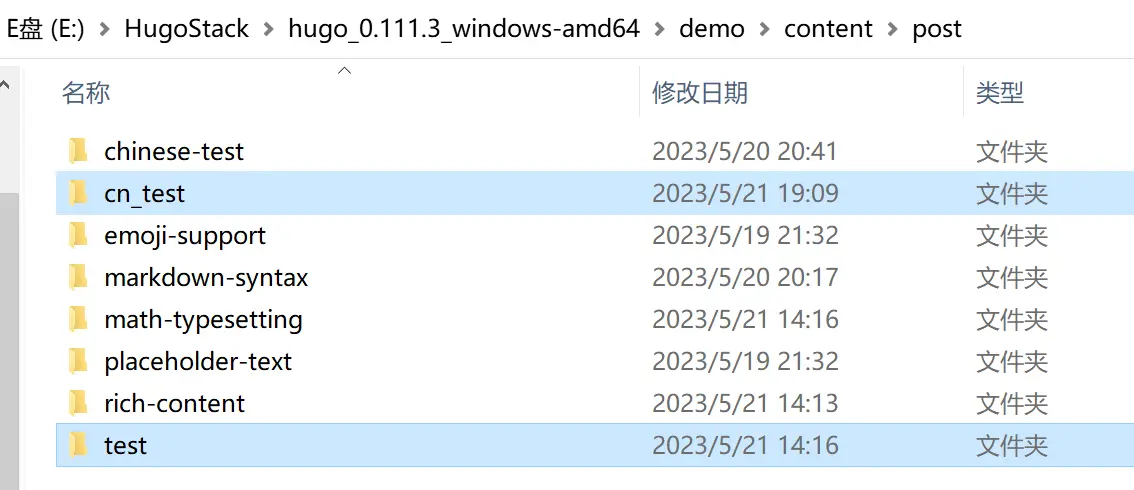 E盘 (E:) > HugoStack > hugo_0.111.3_windows-amd64 > demo > content > post
名称 修改日期 类型
chinese-test 2023/5/20 20:41 文件夹
cn_test 2023/5/21 19:09 文件夹
emoji-support 2023/5/19 21:32 文件夹
markdown-syntax 2023/5/20 20:17 文件夹
math-typesetting 2023/5/21 14:16 文件夹
placeholder-text 2023/5/19 21:32 文件夹
rich-content 2023/5/21 14:13 文件夹
test 2023/5/21 14:16 文件夹